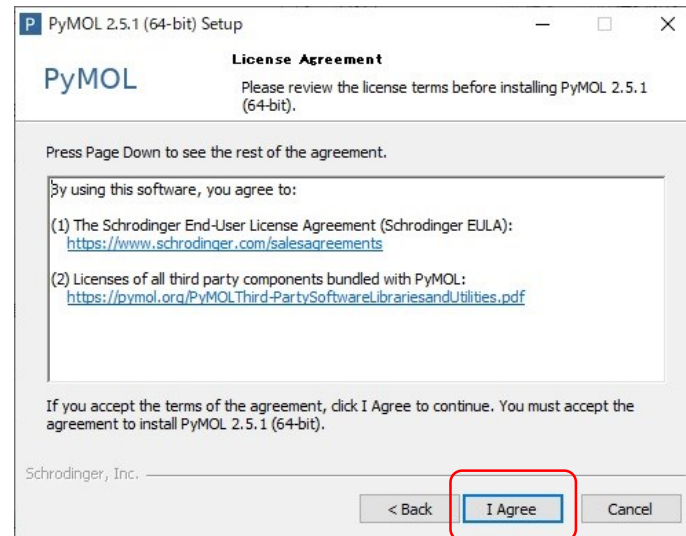 P PyMOL 2.5.1 (64-bit) Setup
PyMOL
License Agreement
Please review the license terms before installing PyMOL 2.5.1
(64-bit).
Press Page Down to see the rest of the agreement.
By using this software, you agree to:
(1) The Schrodinger End-User License Agreement (Schrodinger EULA):
https://www.schrodinger.com/salesagreements
(2) Licenses of all third party components bundled with PyMOL:
https://pymol.org/PyMOLThird-PartySoftwareLibrariesandUtilities.pdf
If you accept the terms of the agreement, click I Agree to continue. You must accept the
agreement to install PyMOL 2.5.1 (64-bit).
Schrodinger, Inc.
< Back I Agree Cancel